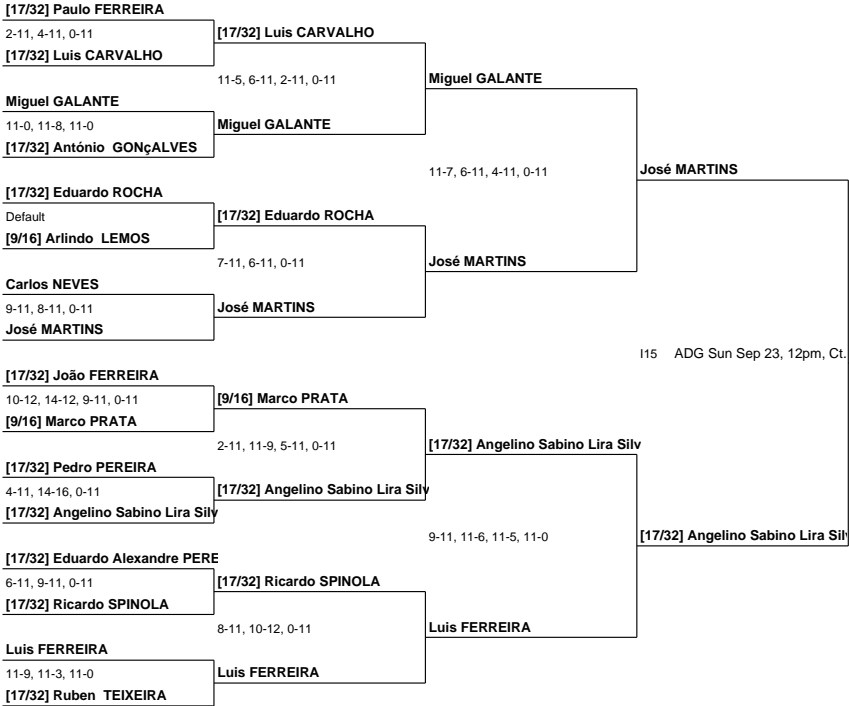 [17/32] Paulo FERREIRA
2-11, 4-11, 0-11
[17/32] Luis CARVALHO
[17/32] Luis CARVALHO
11-5, 6-11, 2-11, 0-11
Miguel GALANTE
Miguel GALANTE
11-0, 11-8, 11-0
Miguel GALANTE
[17/32] António GONçALVES
11-7, 6-11, 4-11, 0-11
José MARTINS
[17/32] Eduardo ROCHA
Default
[17/32] Eduardo ROCHA
[9/16] Arlindo LEMOS
7-11, 6-11, 0-11
José MARTINS
Carlos NEVES
9-11, 8-11, 0-11
José MARTINS
José MARTINS
I15 ADG Sun Sep 23, 12pm, Ct.
[17/32] João FERREIRA
10-12, 14-12, 9-11, 0-11
[9/16] Marco PRATA
[9/16] Marco PRATA
2-11, 11-9, 5-11, 0-11
[17/32] Angelino Sabino Lira Silv
[17/32] Pedro PEREIRA
4-11, 14-16, 0-11
[17/32] Angelino Sabino Lira Silv
[17/32] Angelino Sabino Lira Silv
9-11, 11-6, 11-5, 11-0
[17/32] Angelino Sabino Lira Silv
[17/32] Eduardo Alexandre PERE
6-11, 9-11, 0-11
[17/32] Ricardo SPINOLA
[17/32] Ricardo SPINOLA
8-11, 10-12, 0-11
Luis FERREIRA
Luis FERREIRA
11-9, 11-3, 11-0
Luis FERREIRA
[17/32] Ruben TEIXEIRA